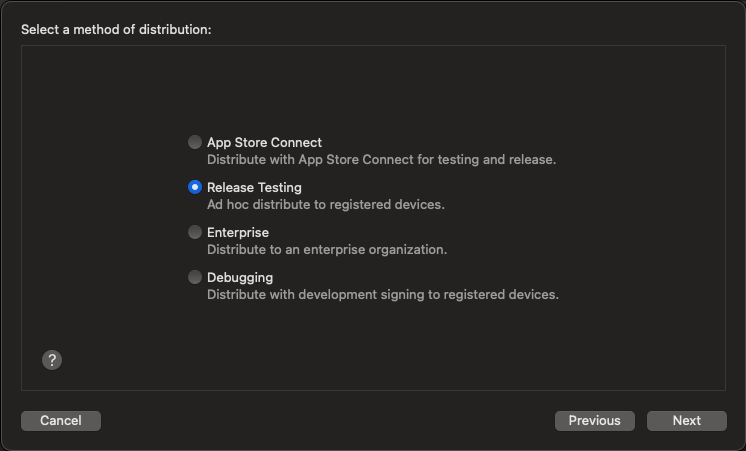 Select a method of distribution:
App Store Connect
Distribute with App Store Connect for testing and release.
Release Testing
Ad hoc distribute to registered devices.
Enterprise
Distribute to an enterprise organization.
Debugging
Distribute with development signing to registered devices.
?
Cancel
Previous
Next